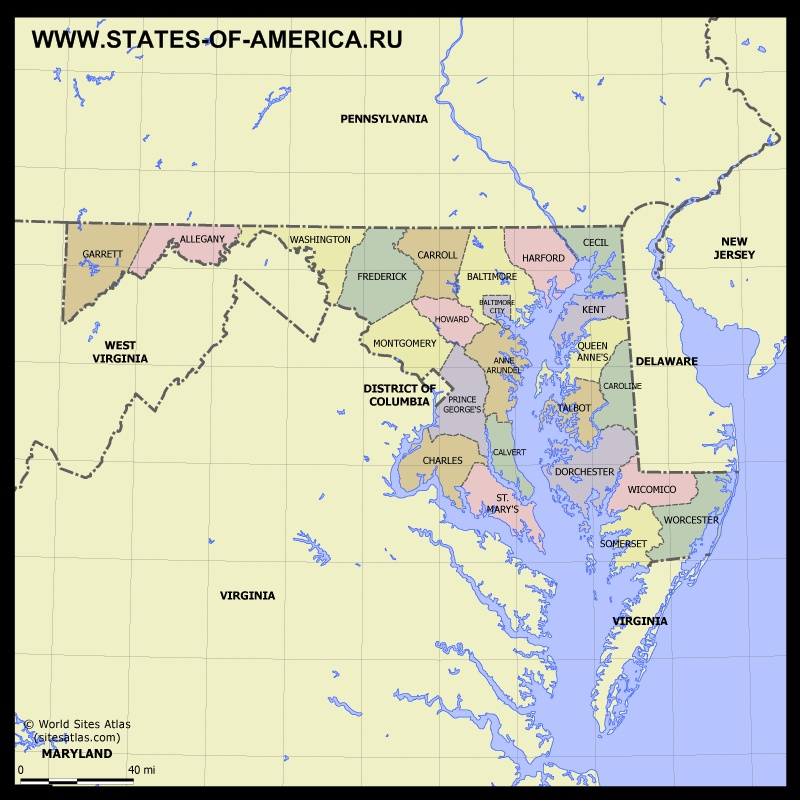 WWW.STATES-OF-AMERICA.RU
PENNSYLVANIA
NEW
JERSEY
GARRETT
ALLEGANY
WASHINGTON
FREDERICK
CARROLL
BALTIMORE
HARFORD
CECIL
BALTIMORE
CITY
KENT
HOWARD
MONTGOMERY
WEST
VIRGINIA
ANNE
ARUNDEL
QUEEN
ANNE'S
DELAWARE
DISTRICT OF
COLUMBIA
PRINCE
GEORGE'S
CAROLINE
TALBOT
CHARLES
CALVERT
DORCHESTER
ST.
MARY'S
WICOMICO
WORCESTER
SOMERSET
VIRGINIA
VIRGINIA
© World Sites Atlas
(sitesatlas.com)
MARYLAND
0 40 mi